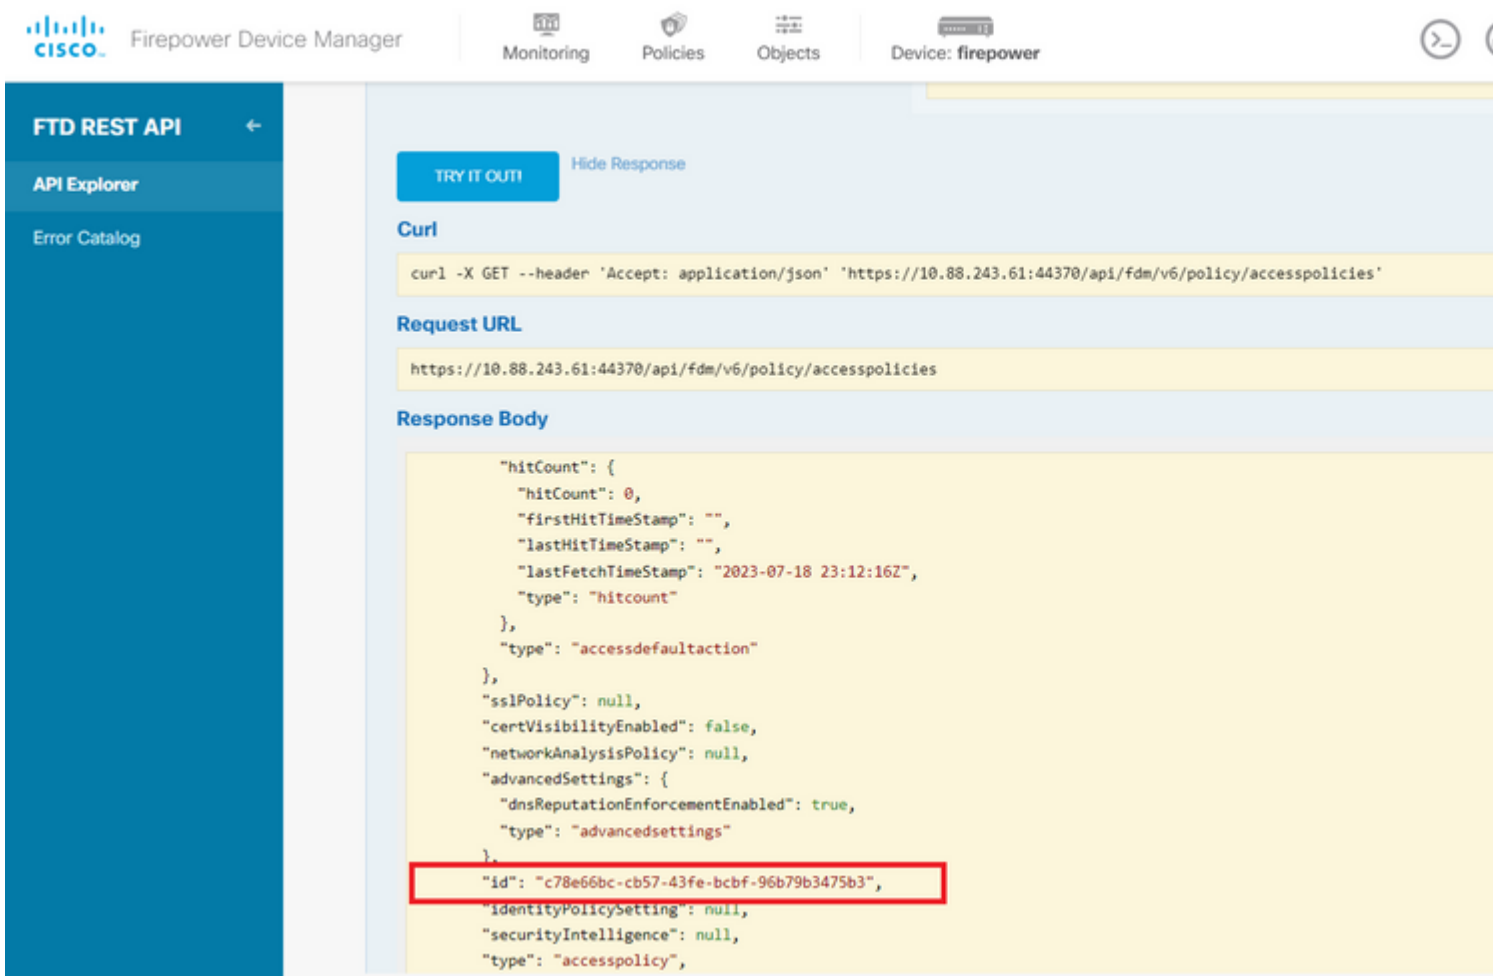 CISCO
Firepower Device Manager
Monitoring
Policies
Objects
Device: firepower
FTD REST API
API Explorer
Error Catalog
TRY IT OUT!
Hide Response
Curl
curl -X GET --header 'Accept: application/json' 'https://10.88.243.61:44370/api/fdm/v6/policy/accesspolicies'
Request URL
https://10.88.243.61:44370/api/fdm/v6/policy/accesspolicies
Response Body
"hitCount": {
"hitCount": 0,
"firstHitTimeStamp": "",
"lastHitTimeStamp": "",
"lastFetchTimeStamp": "2023-07-18 23:12:16Z",
"type": "hitcount"
},
"type": "accessdefaultaction"
},
"sslPolicy": null,
"certVisibilityEnabled": false,
"networkAnalysisPolicy": null,
"advancedSettings": {
"dnsReputationEnforcementEnabled": true,
"type": "advancedsettings"
},
"id": "c78e66bc-cb57-43fe-bcbf-96b79b3475b3",
"identityPolicySetting": null,
"securityIntelligence": null,
"type": "accesspolicy",